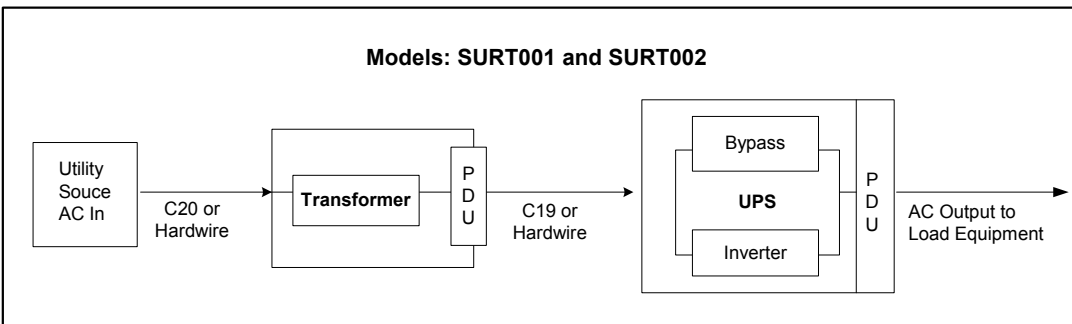 Models: SURT001 and SURT002
Utility
Souce
AC In
C20 or
Hardwire
Transformer
P
D
U
C19 or
Hardwire
Bypass
UPS
Inverter
P
D
U
AC Output to
Load Equipment